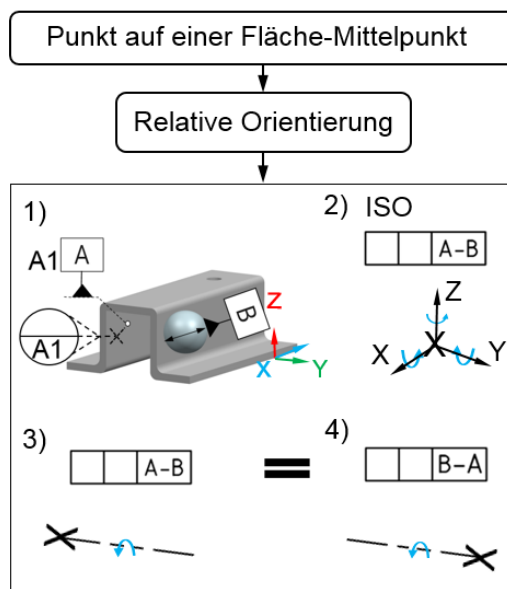 Punkt auf einer Fläche-Mittelpunkt
Relative Orientierung
1)
A1 A
A1
B
Z
X
Y
2) ISO
A-B
Z
X
Y
3)
A-B
=
4)
B-A